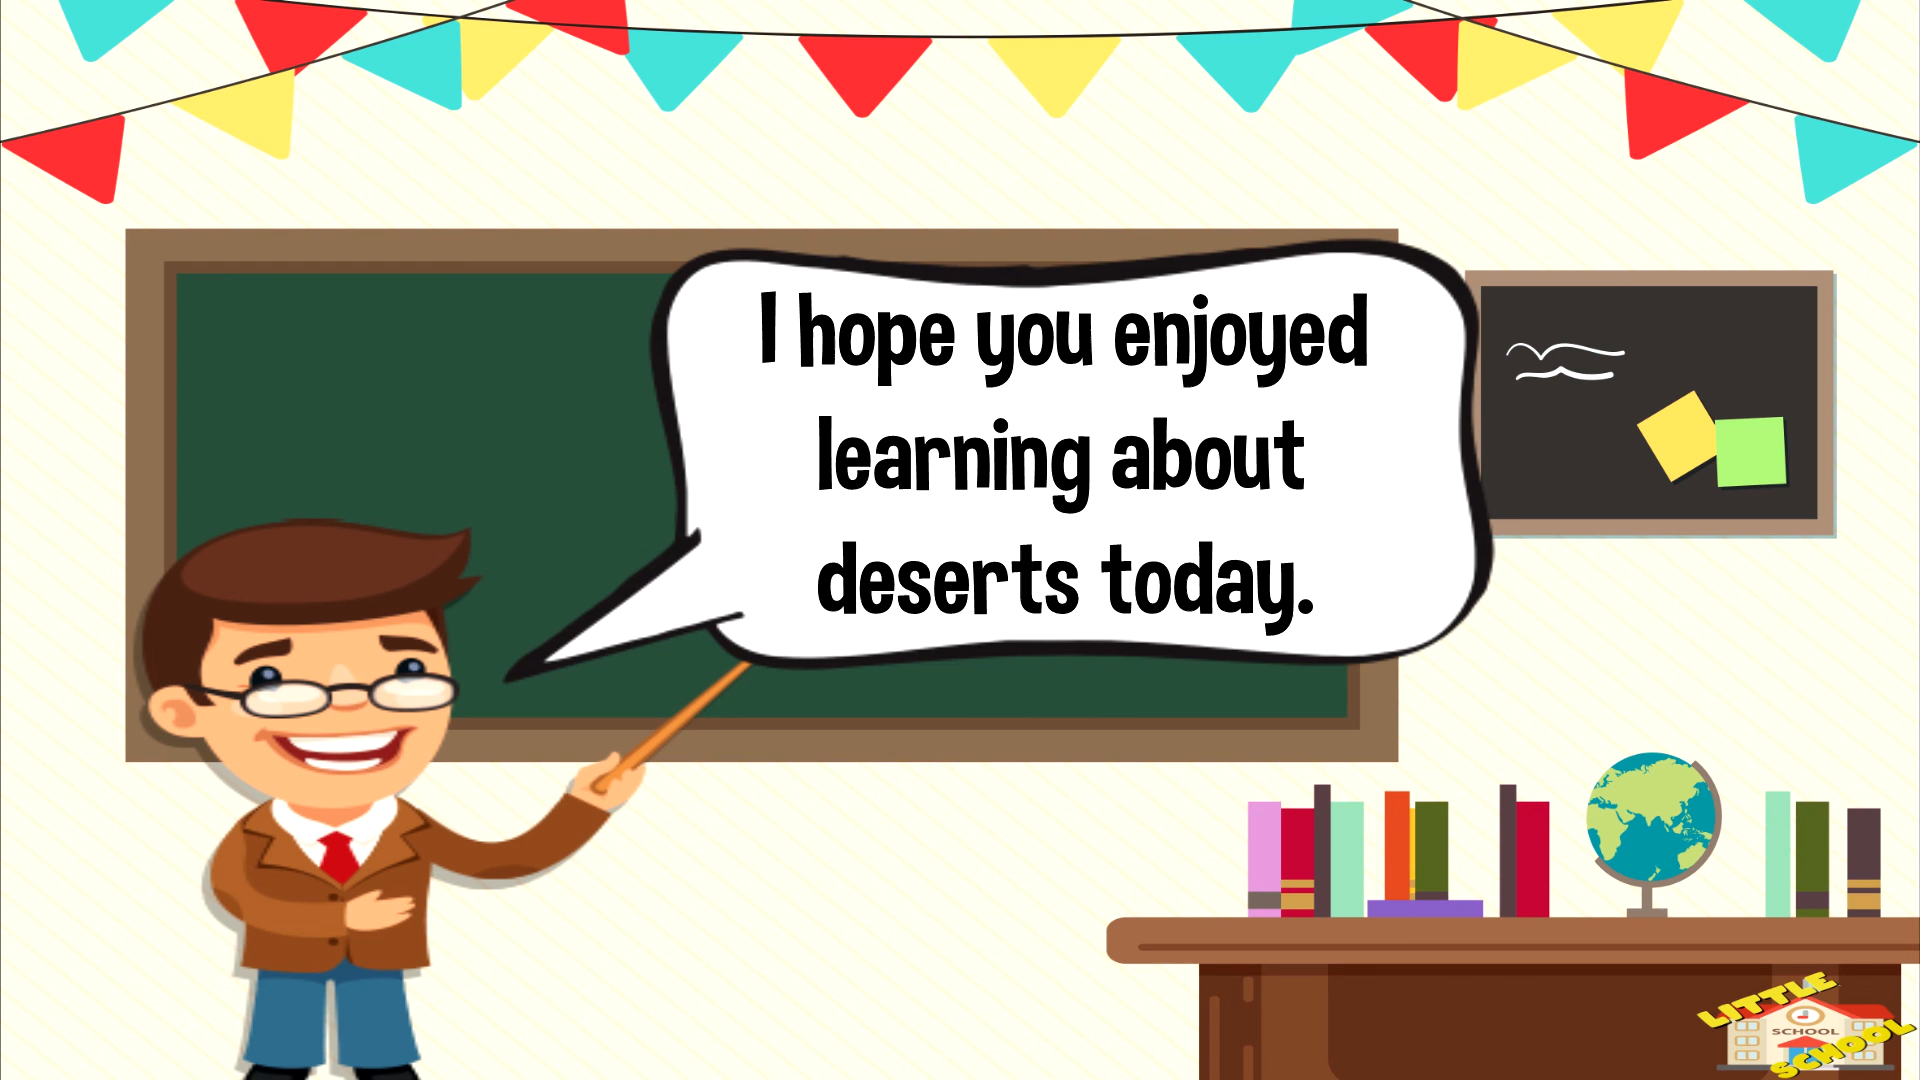 I hope you enjoyed
learning about
deserts today.
LITTLE
SCHOOL
SCHOOL